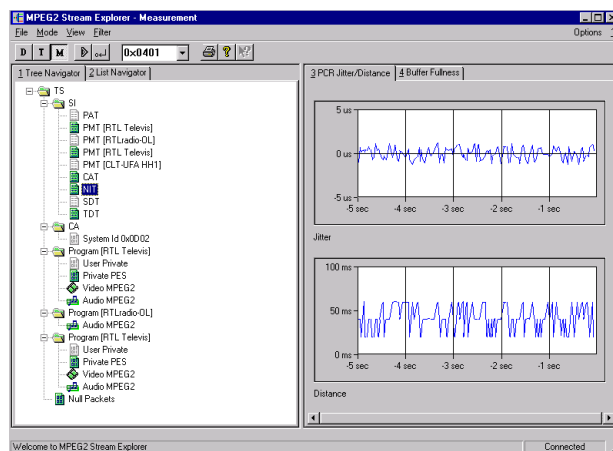 MPEG2 Stream Explorer - Measurement
File Mode View Filter Options
D T M 0x0401
1 Tree Navigator 2 List Navigator
TS
SI
PAT
PMT [RTL Televis]
PMT [RTLradio-OL]
PMT [RTL Televis]
PMT [CLT-UFA HH1]
CAT
NIT
SDT
TDT
CA
System Id 0x0D02
Program [RTL Televis]
User Private
Private PES
Video MPEG2
Audio MPEG2
Program [RTLradio-OL]
Audio MPEG2
Program [RTL Televis]
User Private
Private PES
Video MPEG2
Audio MPEG2
Null Packets
3 PCR Jitter/Distance 4 Buffer Fullness
5 us
0 us
-5 us
-5 sec -4 sec -3 sec -2 sec -1 sec
Jitter
100 ms
50 ms
0 ms
-5 sec -4 sec -3 sec -2 sec -1 sec
Distance
Welcome to MPEG2 Stream Explorer Connected